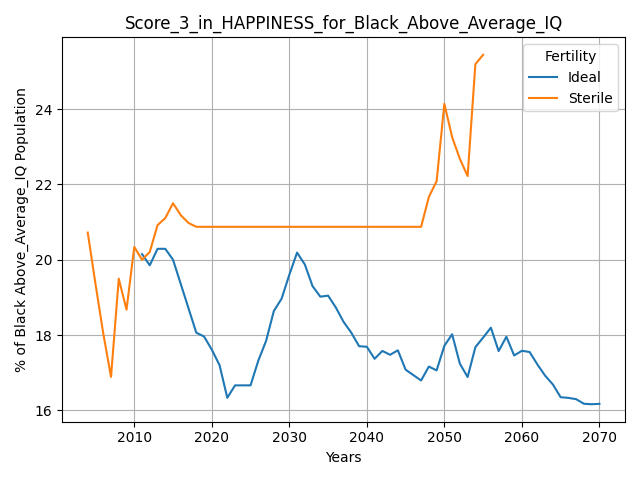 Score_3_in_HAPPINESS_for_Black_Above_Average_IQ
Fertility
Ideal
Sterile
% of Black Above_Average_IQ Population
24
22
20
18
16
2010
2020
2030
2040
2050
2060
2070
Years